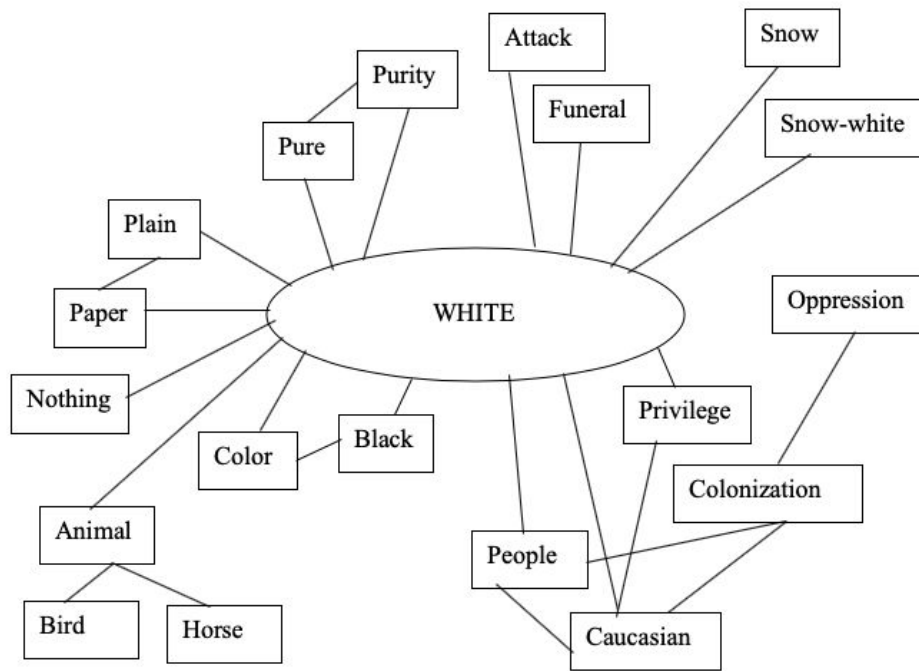 Attack
Snow
Purity
Funeral
Snow-white
Pure
Plain
Paper
WHITE
Oppression
Nothing
Privilege
Color
Black
Colonization
Animal
People
Bird
Horse
Caucasian